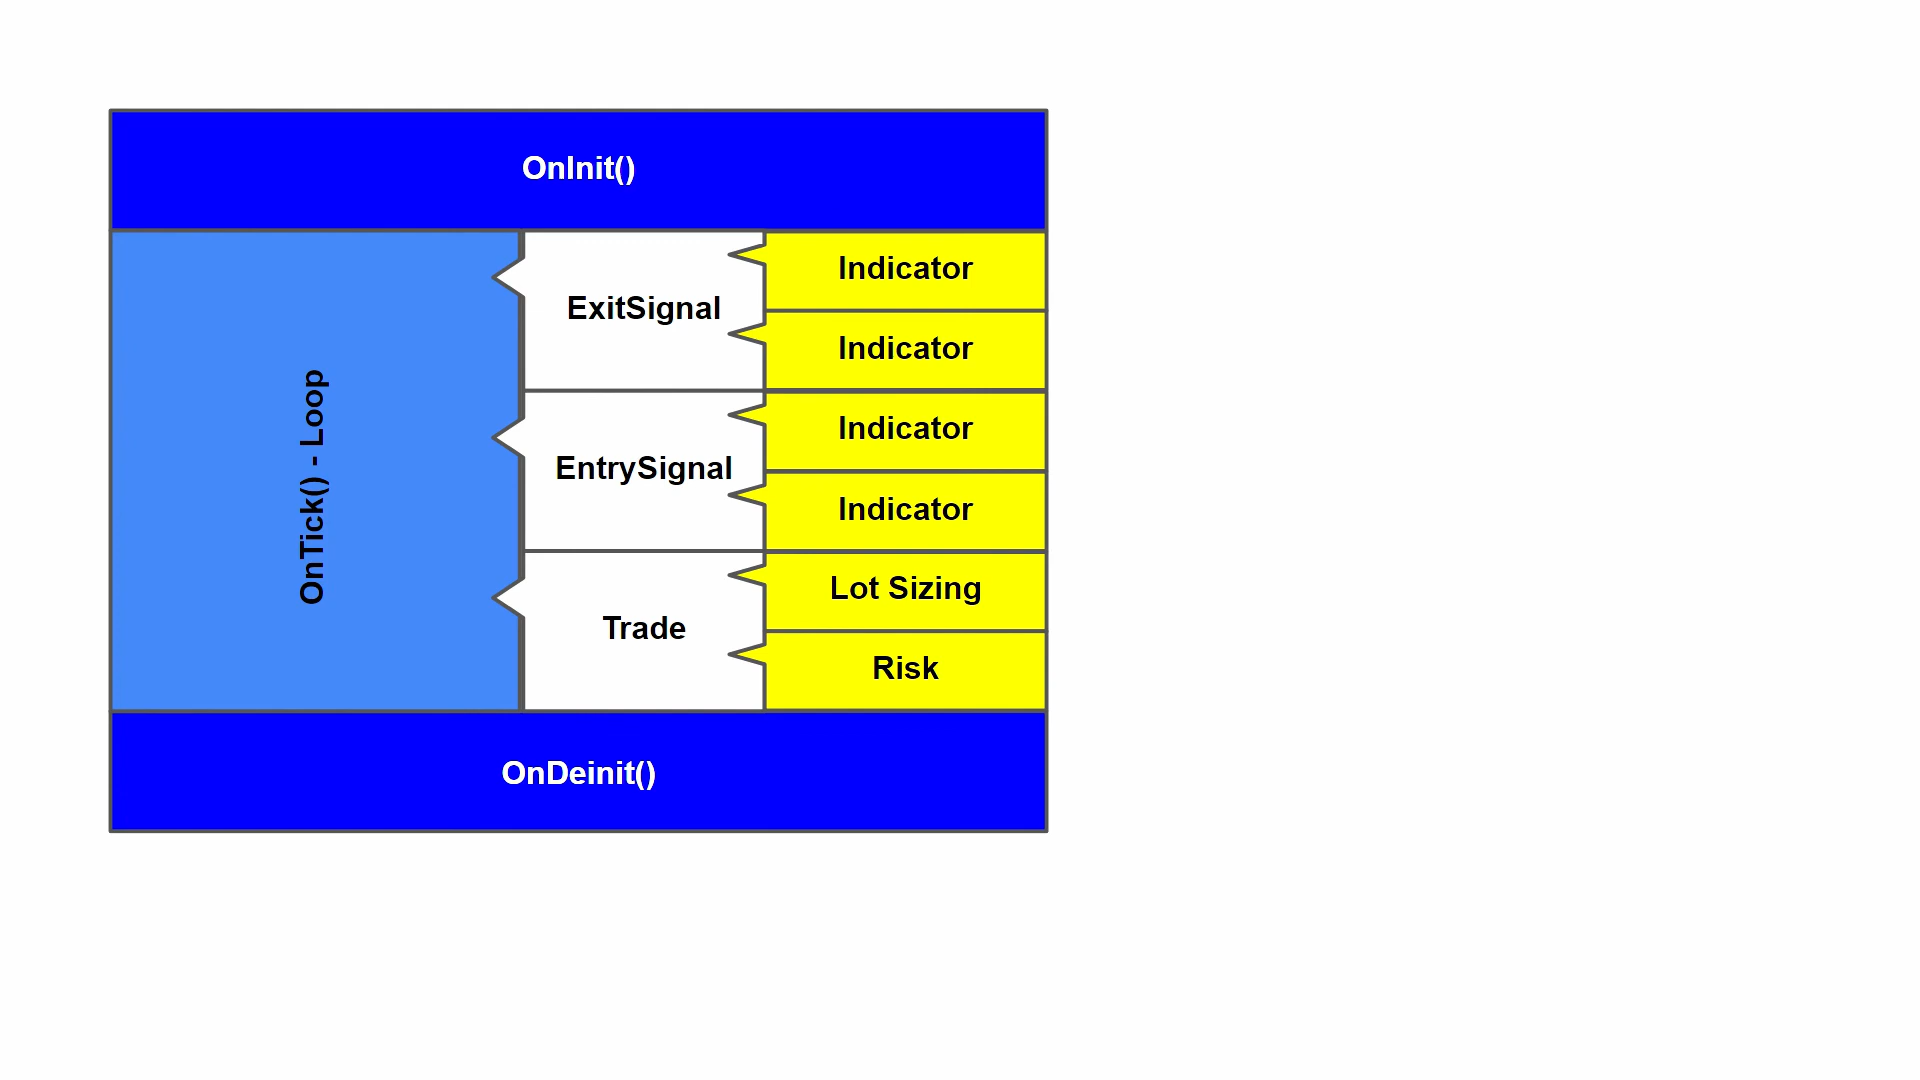 OnInit()
OnTick() - Loop
ExitSignal
Indicator
Indicator
EntrySignal
Indicator
Indicator
Trade
Lot Sizing
Risk
OnDeinit()